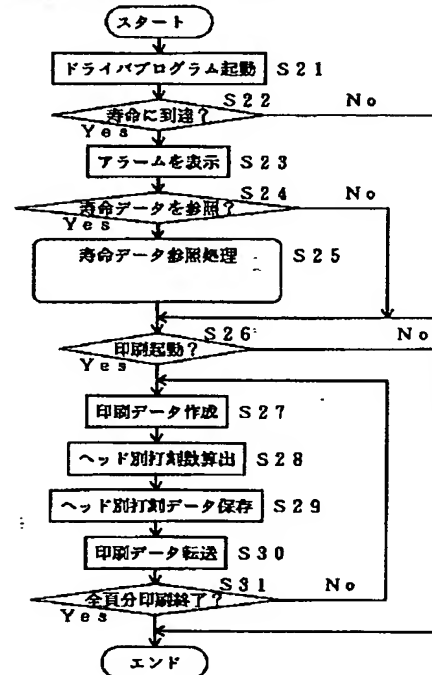 スタート
ドライバプログラム起動 S21
寿命に到達? S22 No
Yes
アラームを表示 S23
寿命データを参照? S24 No
Yes
寿命データ参照処理 S25
印刷起動? S26 No
Yes
印刷データ作成 S27
ヘッド別打刻数算出 S28
ヘッド別打刻データ保存 S29
印刷データ転送 S30
全頁分印刷終了? S31 No
Yes
エンド